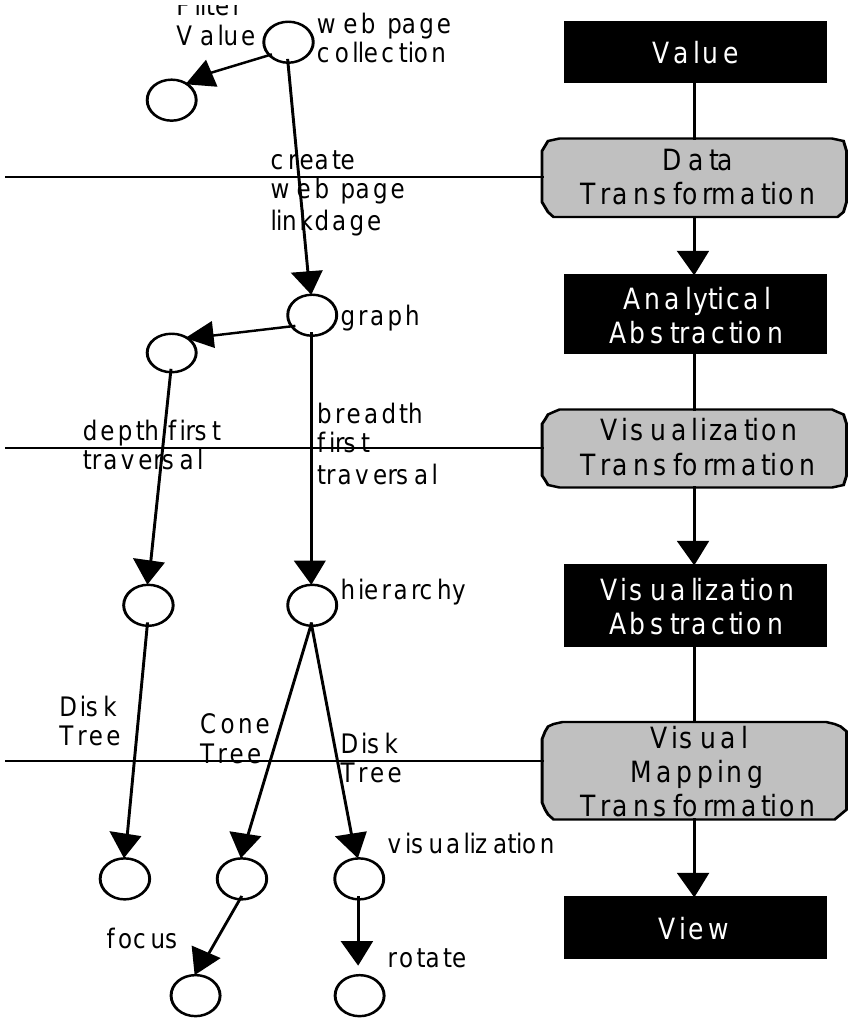 Filter
Value
web page
collection
Value
create
web page
linkdage
Data
Transformation
graph
Analytical
Abstraction
depth first
traversal
breadth
first
traversal
Visualization
Transformation
hierarchy
Visualization
Abstraction
Disk
Tree
Cone
Tree
Disk
Tree
Visual
Mapping
Transformation
visualization
focus
rotate
View